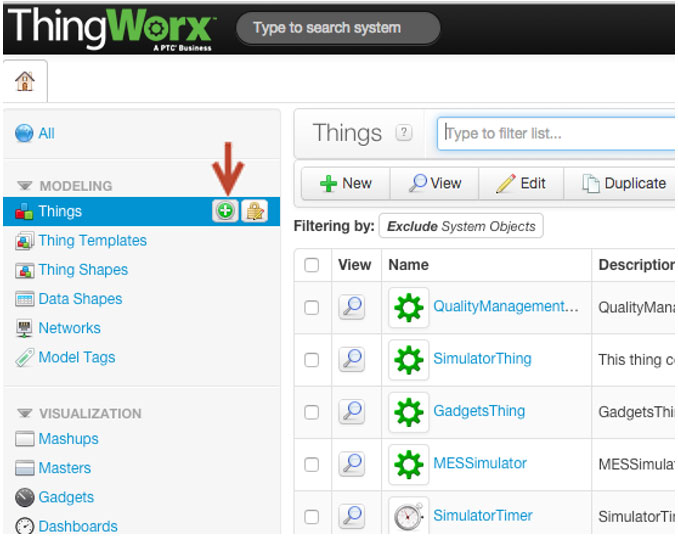 ThingWorx
A PTC Business
Type to search system
All
MODELING
Things
Thing Templates
Thing Shapes
Data Shapes
Networks
Model Tags
VISUALIZATION
Mashups
Masters
Gadgets
Dashboards
Things ?
Type to filter list...
New View Edit Duplicate
Filtering by: Exclude System Objects
View Name Description
QualityManagement... QualityMana
SimulatorThing This thing c
GadgetsThing GadgetsThi
MESSimulator MESSimula
SimulatorTimer SimulatorTi